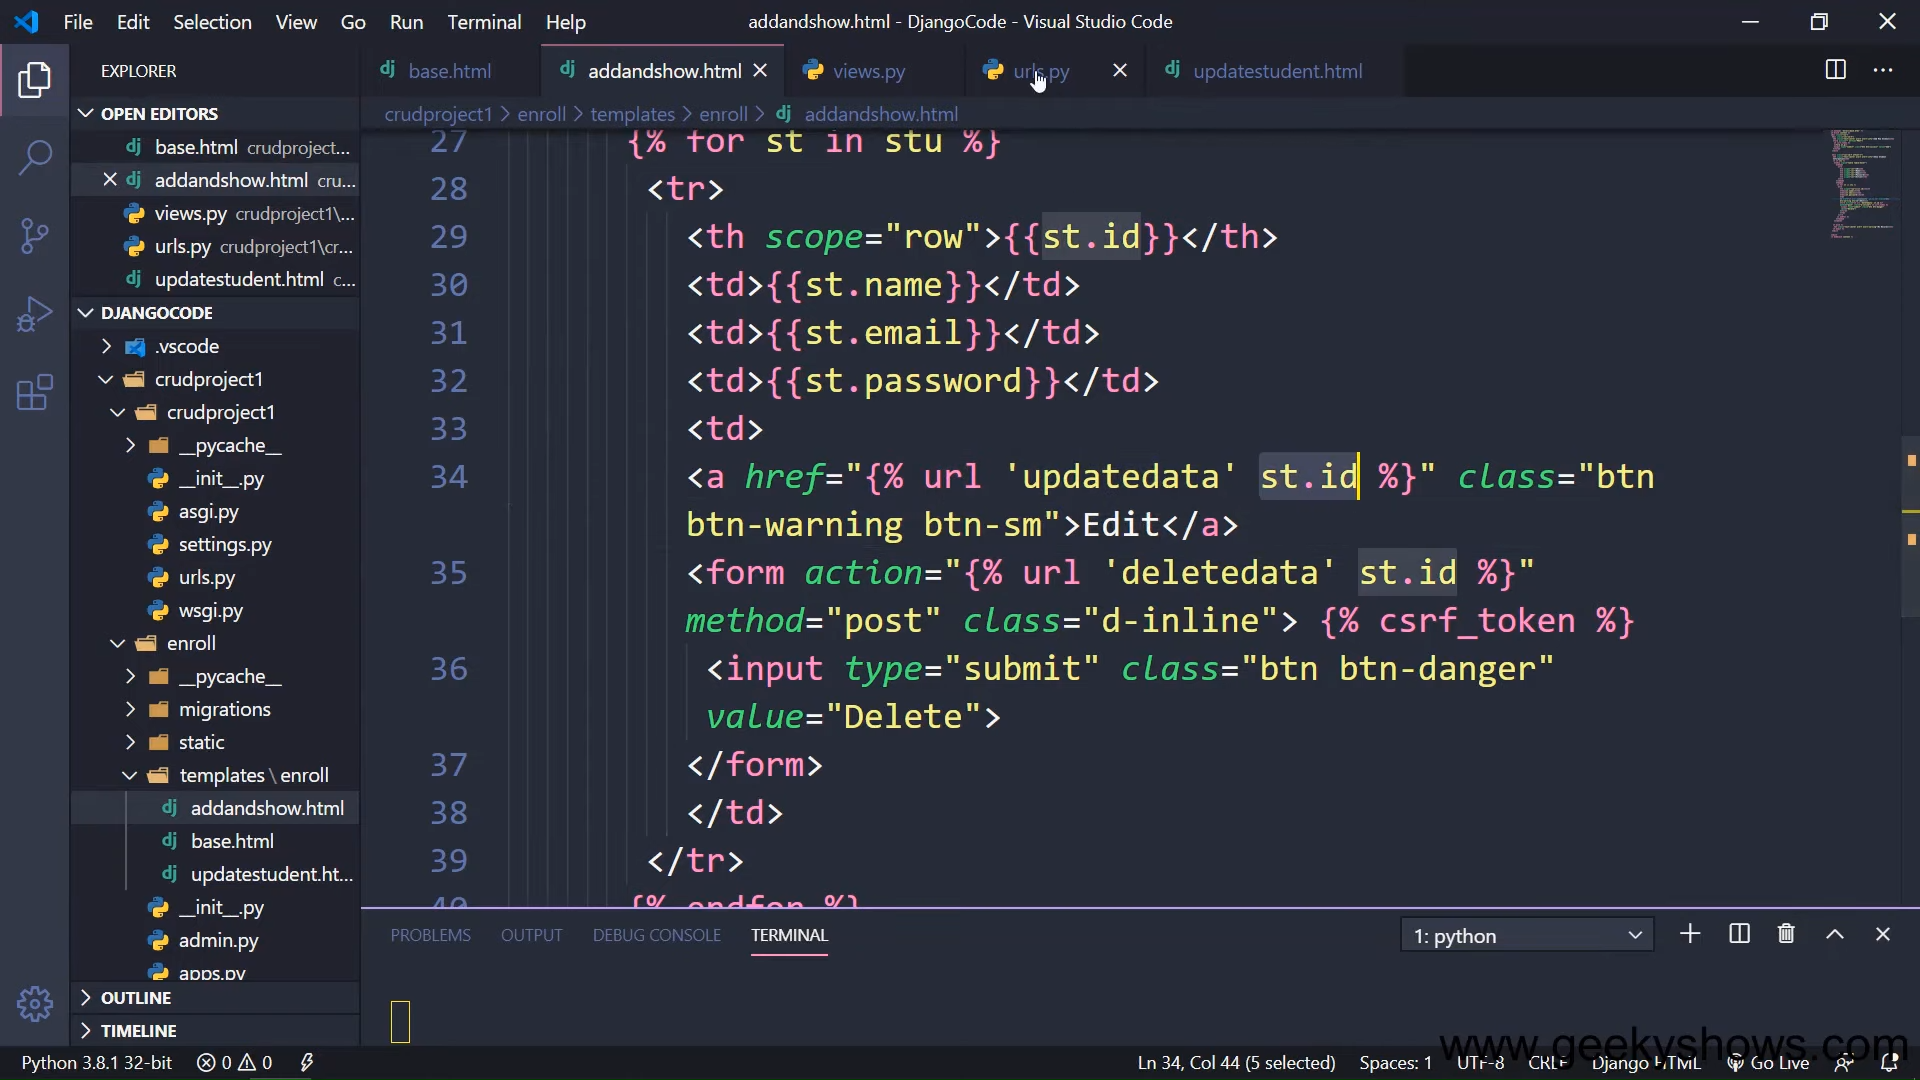 File Edit Selection View Go Run Terminal Help addandshow.html - DjangoCode - Visual Studio Code
EXPLORER
base.html addandshow.html views.py urls.py updatestudent.html
OPEN EDITORS
crudproject1 > enroll > templates > enroll > addandshow.html
base.html crudproject...
addandshow.html cru...
views.py crudproject1\...
urls.py crudproject1\cr...
updatestudent.html c...
DJANGOCODE
.vscode
crudproject1
crudproject1
__pycache__
__init__.py
asgi.py
settings.py
urls.py
wsgi.py
enroll
__pycache__
migrations
static
templates \ enroll
addandshow.html
base.html
updatestudent.ht...
__init__.py
admin.py
apps.py
OUTLINE
TIMELINE
27 {% for st in stu %}
28 <tr>
29 <th scope="row">{{st.id}}</th>
30 <td>{{st.name}}</td>
31 <td>{{st.email}}</td>
32 <td>{{st.password}}</td>
33 <td>
34 <a href="{% url 'updatedata' st.id %}" class="btn
btn-warning btn-sm">Edit</a>
35 <form action="{% url 'deletedata' st.id %}"
method="post" class="d-inline"> {% csrf_token %}
36 <input type="submit" class="btn btn-danger"
value="Delete">
37 </form>
38 </td>
39 </tr>
40 {% endfor %}
PROBLEMS OUTPUT DEBUG CONSOLE TERMINAL 1: python
www.geekyshows.com
Python 3.8.1 32-bit 0 0 Ln 34, Col 44 (5 selected) Spaces: 1 UTF-8 CRLF Django HTML Go Live